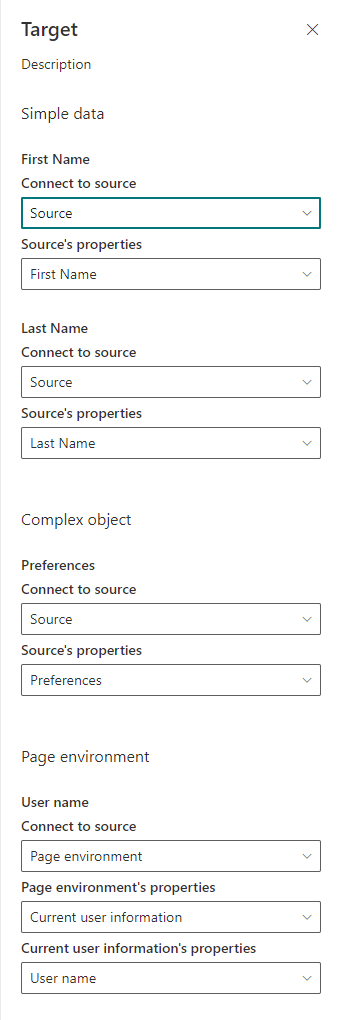 Target
Description
Simple data
First Name
Connect to source
Source
Source's properties
First Name
Last Name
Connect to source
Source
Source's properties
Last Name
Complex object
Preferences
Connect to source
Source
Source's properties
Preferences
Page environment
User name
Connect to source
Page environment
Page environment's properties
Current user information
Current user information's properties
User name